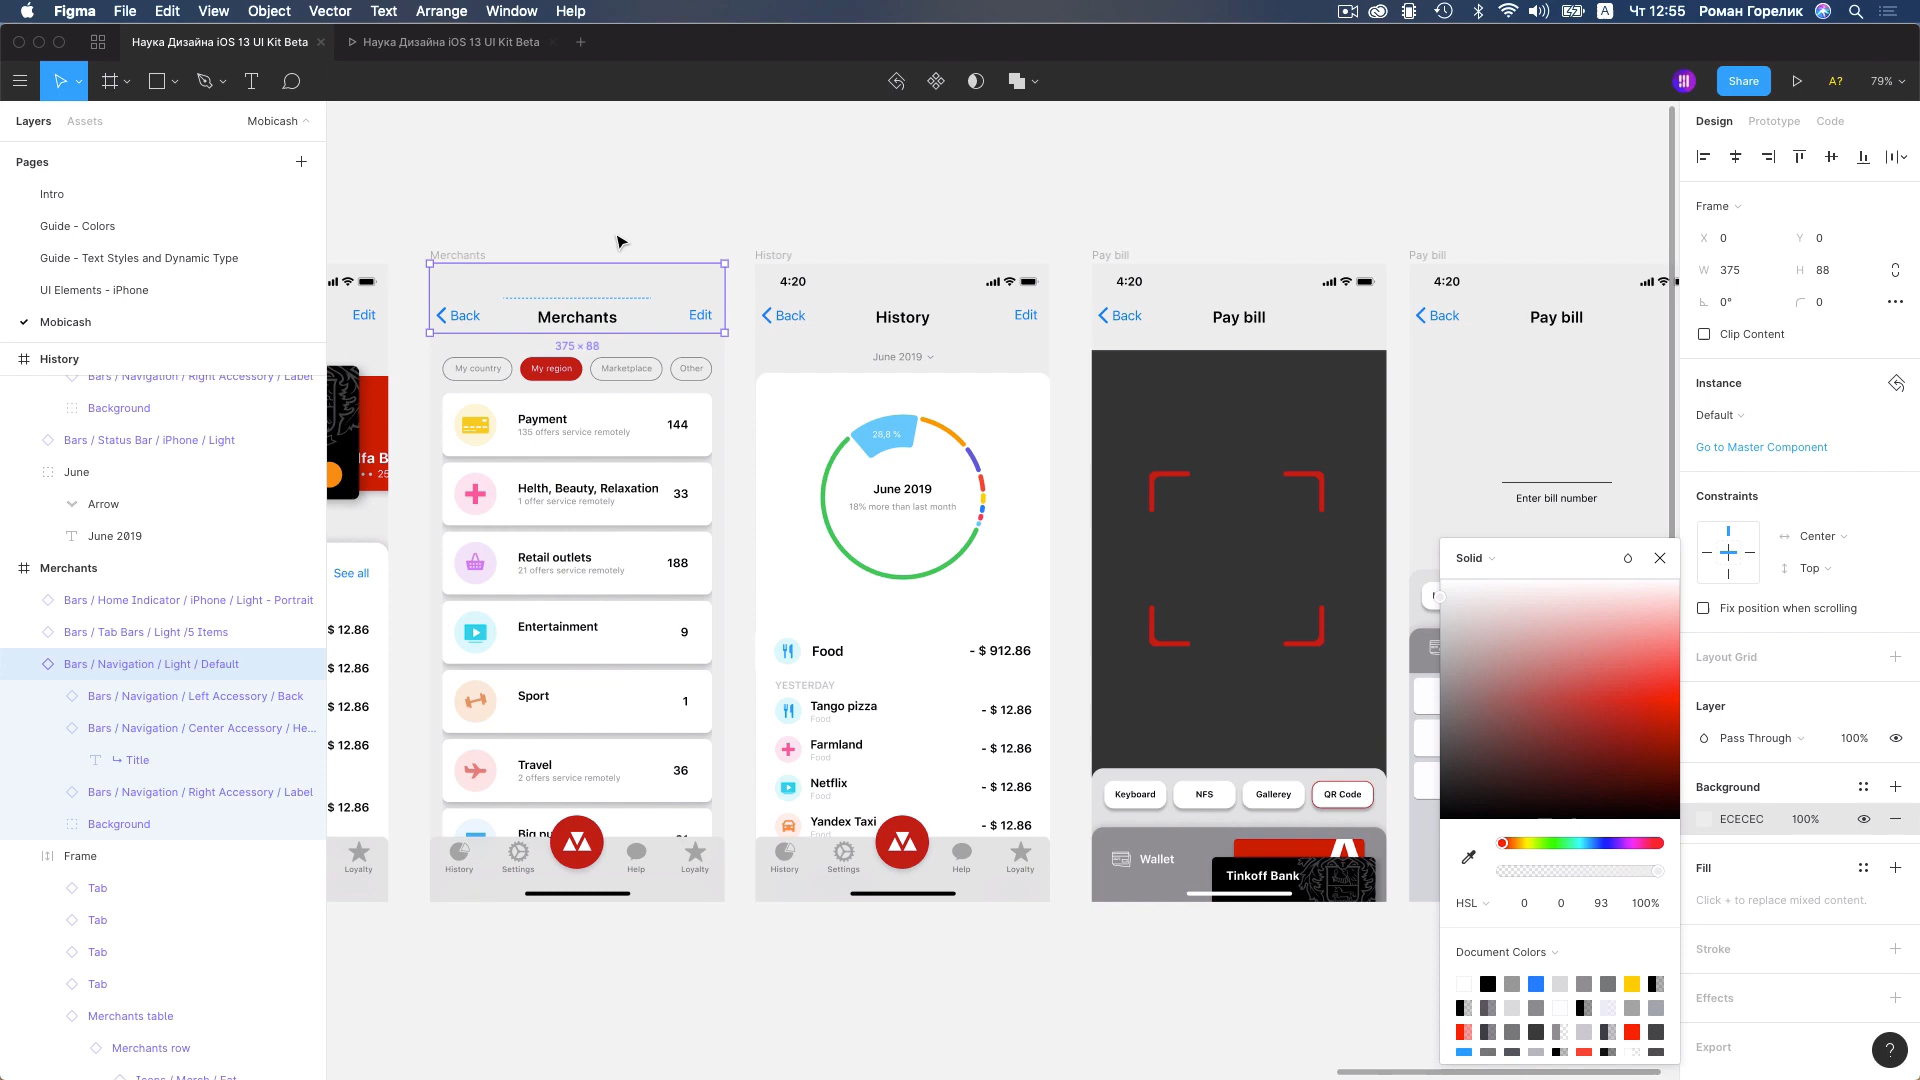 Figma File Edit View Object Vector Text Arrange Window Help
Чт 12:55 Роман Горелик
Наука Дизайна iOS 13 UI Kit Beta
Наука Дизайна iOS 13 UI Kit Beta
Share
A?
79%
Layers Assets
Mobicash
Pages
Intro
Guide - Colors
Guide - Text Styles and Dynamic Type
UI Elements - iPhone
Mobicash
History
Bars / Navigation / Right Accessory / Label
Background
Bars / Status Bar / iPhone / Light
June
Arrow
June 2019
Merchants
Bars / Home Indicator / iPhone / Light - Portrait
Bars / Tab Bars / Light /5 Items
Bars / Navigation / Light / Default
Bars / Navigation / Left Accessory / Back
Bars / Navigation / Center Accessory / He...
Title
Bars / Navigation / Right Accessory / Label
Background
Frame
Tab
Tab
Tab
Tab
Merchants table
Merchants row
Edit
lfa B
See all
$ 12.86
$ 12.86
$ 12.86
$ 12.86
$ 12.86
Loyalty
Merchants
Back
Merchants
Edit
375 × 88
My country
My region
Marketplace
Other
Payment
135 offers service remotely
144
Helth, Beauty, Relaxation
1 offer service remotely
33
Retail outlets
21 offers service remotely
188
Entertainment
9
Sport
1
Travel
2 offers service remotely
36
History
Settings
Help
Loyalty
History
4:20
Back
History
Edit
June 2019
28,8 %
June 2019
18% more than last month
Food
- $ 912.86
YESTERDAY
Tango pizza
Food
- $ 12.86
Farmland
Food
- $ 12.86
Netflix
Food
- $ 12.86
Yandex Taxi
Food
- $ 12.86
History
Settings
Help
Loyalty
Pay bill
4:20
Back
Pay bill
Keyboard
NFS
Gallerey
QR Code
Wallet
Tinkoff Bank
Pay bill
4:20
Back
Pay bill
Enter bill number
Solid
HSL 0 0 93 100%
Document Colors
Design Prototype Code
Frame
X 0 Y 0
W 375 H 88
0° 0
Clip Content
Instance
Default
Go to Master Component
Constraints
Center
Top
Fix position when scrolling
Layout Grid
Layer
Pass Through 100%
Background
ECECEC 100%
Fill
Click + to replace mixed content.
Stroke
Effects
Export
?